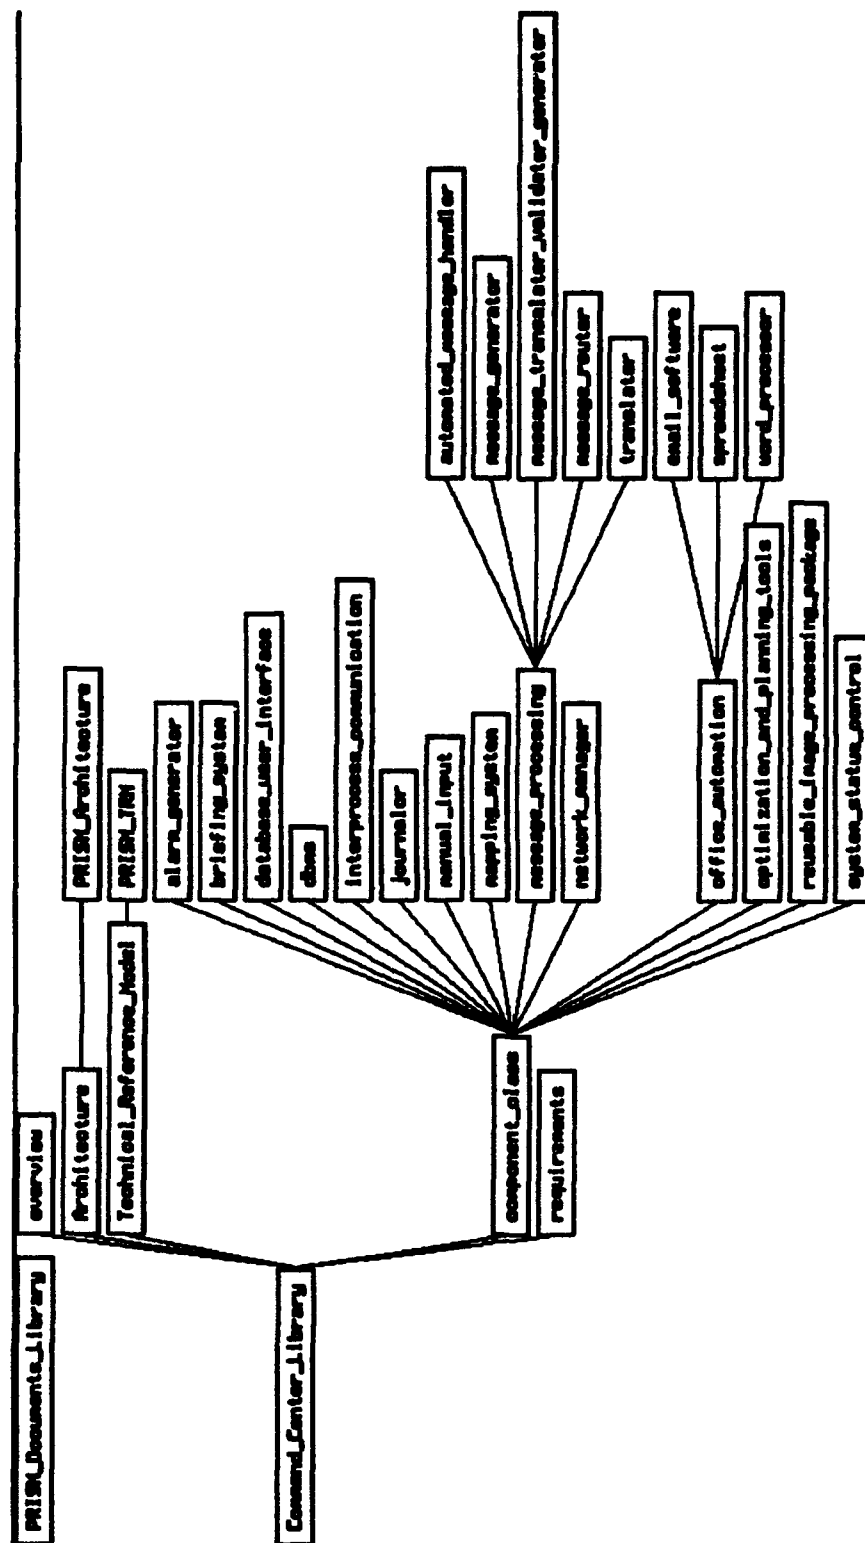 PRISM_Documents_Library
Command_Center_Library
overview
Architecture
Technical_Reference_Model
component_class
requirements
PRISM_Architecture
PRISM_TRM
alarm_generator
briefing_system
database_user_interface
dbms
interprocess_communication
journaler
manual_input
mapping_system
message_processing
network_manager
office_automation
optimization_and_planning_tools
reusable_image_processing_package
system_status_control
automated_message_handler
message_generator
message_translator_validator_generator
message_router
translator
email_software
spreadsheet
word_processor